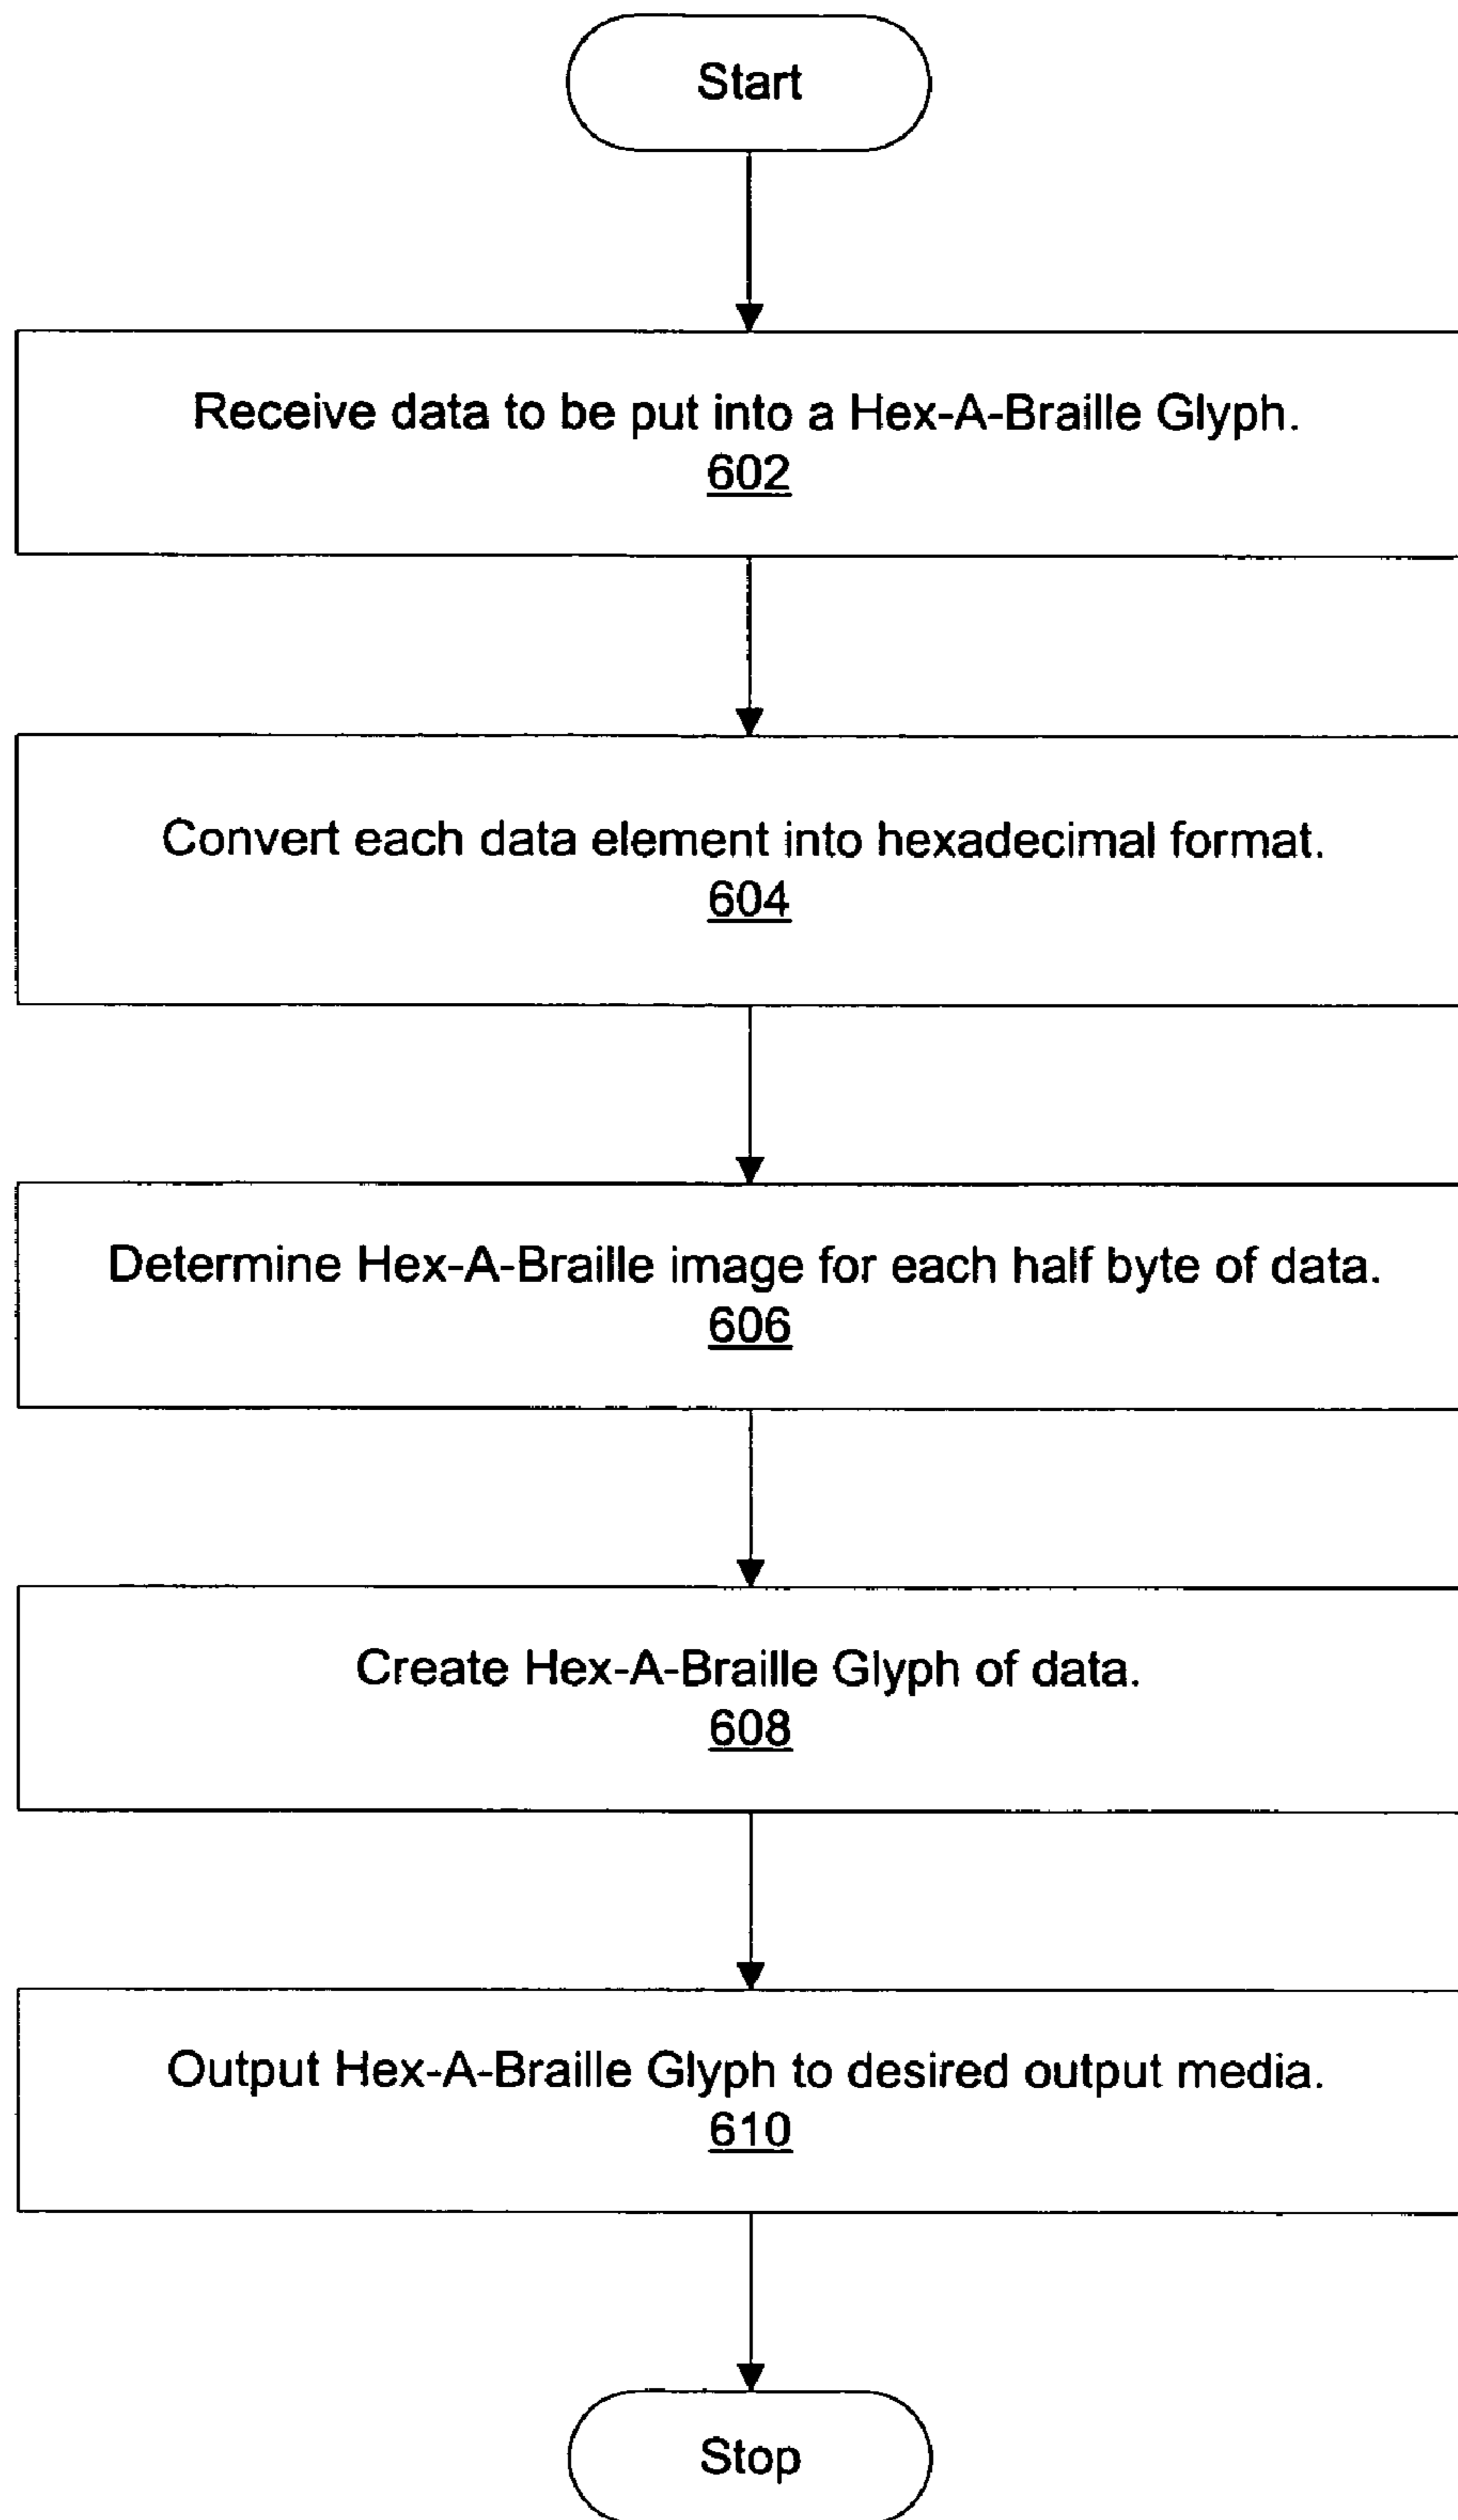 Start
Receive data to be put into a Hex-A-Braille Glyph.
602
Convert each data element into hexadecimal format.
604
Determine Hex-A-Braille image for each half byte of data.
606
Create Hex-A-Braille Glyph of data.
608
Output Hex-A-Braille Glyph to desired output media.
610
Stop